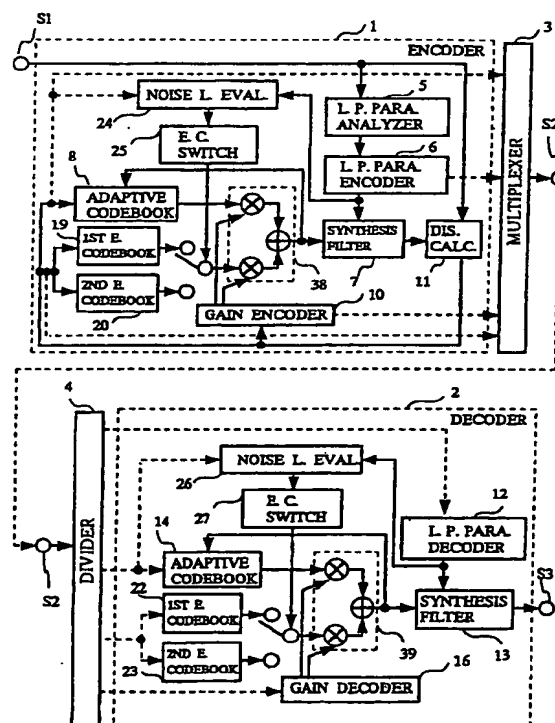 S1
1
3
ENCODER
5
NOISE L. EVAL.
L. P. PARA.
ANALYZER
24
25
E. C.
SWITCH
6
L. P. PARA.
ENCODER
8
ADAPTIVE
CODEBOOK
19
1ST E.
CODEBOOK
SYNTHESIS
FILTER
DIS.
CALC.
MULTIPLEXER
S2
38
7
11
2ND E.
CODEBOOK
20
10
GAIN ENCODER
4
2
DECODER
NOISE L. EVAL.
26
12
27
E. C.
SWITCH
L. P. PARA.
DECODER
14
ADAPTIVE
CODEBOOK
S2
DIVIDER
22
1ST E.
CODEBOOK
SYNTHESIS
FILTER
S3
39
13
2ND E.
CODEBOOK
23
16
GAIN DECODER